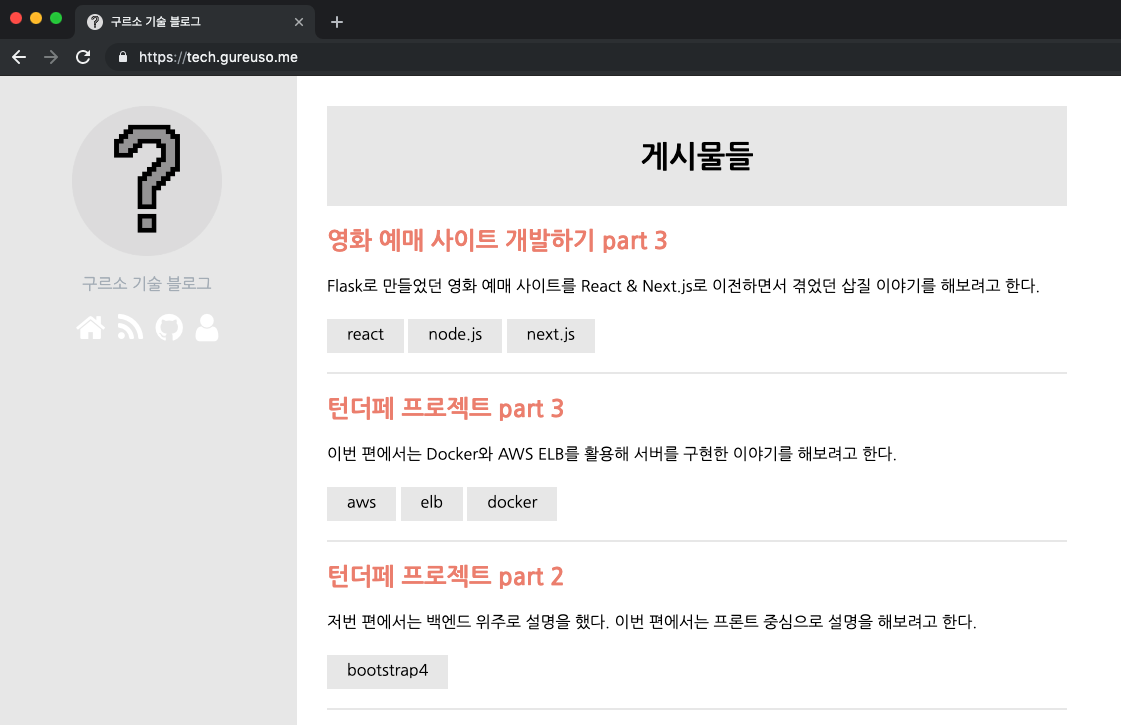 구르소 기술 블로그
https://tech.gureuso.me
구르소 기술 블로그
게시물들
영화 예매 사이트 개발하기 part 3
Flask로 만들었던 영화 예매 사이트를 React & Next.js로 이전하면서 겪었던 삽질 이야기를 해보려고 한다.
react node.js next.js
턴더페 프로젝트 part 3
이번 편에서는 Docker와 AWS ELB를 활용해 서버를 구현한 이야기를 해보려고 한다.
aws elb docker
턴더페 프로젝트 part 2
저번 편에서는 백엔드 위주로 설명을 했다. 이번 편에서는 프론트 중심으로 설명을 해보려고 한다.
bootstrap4